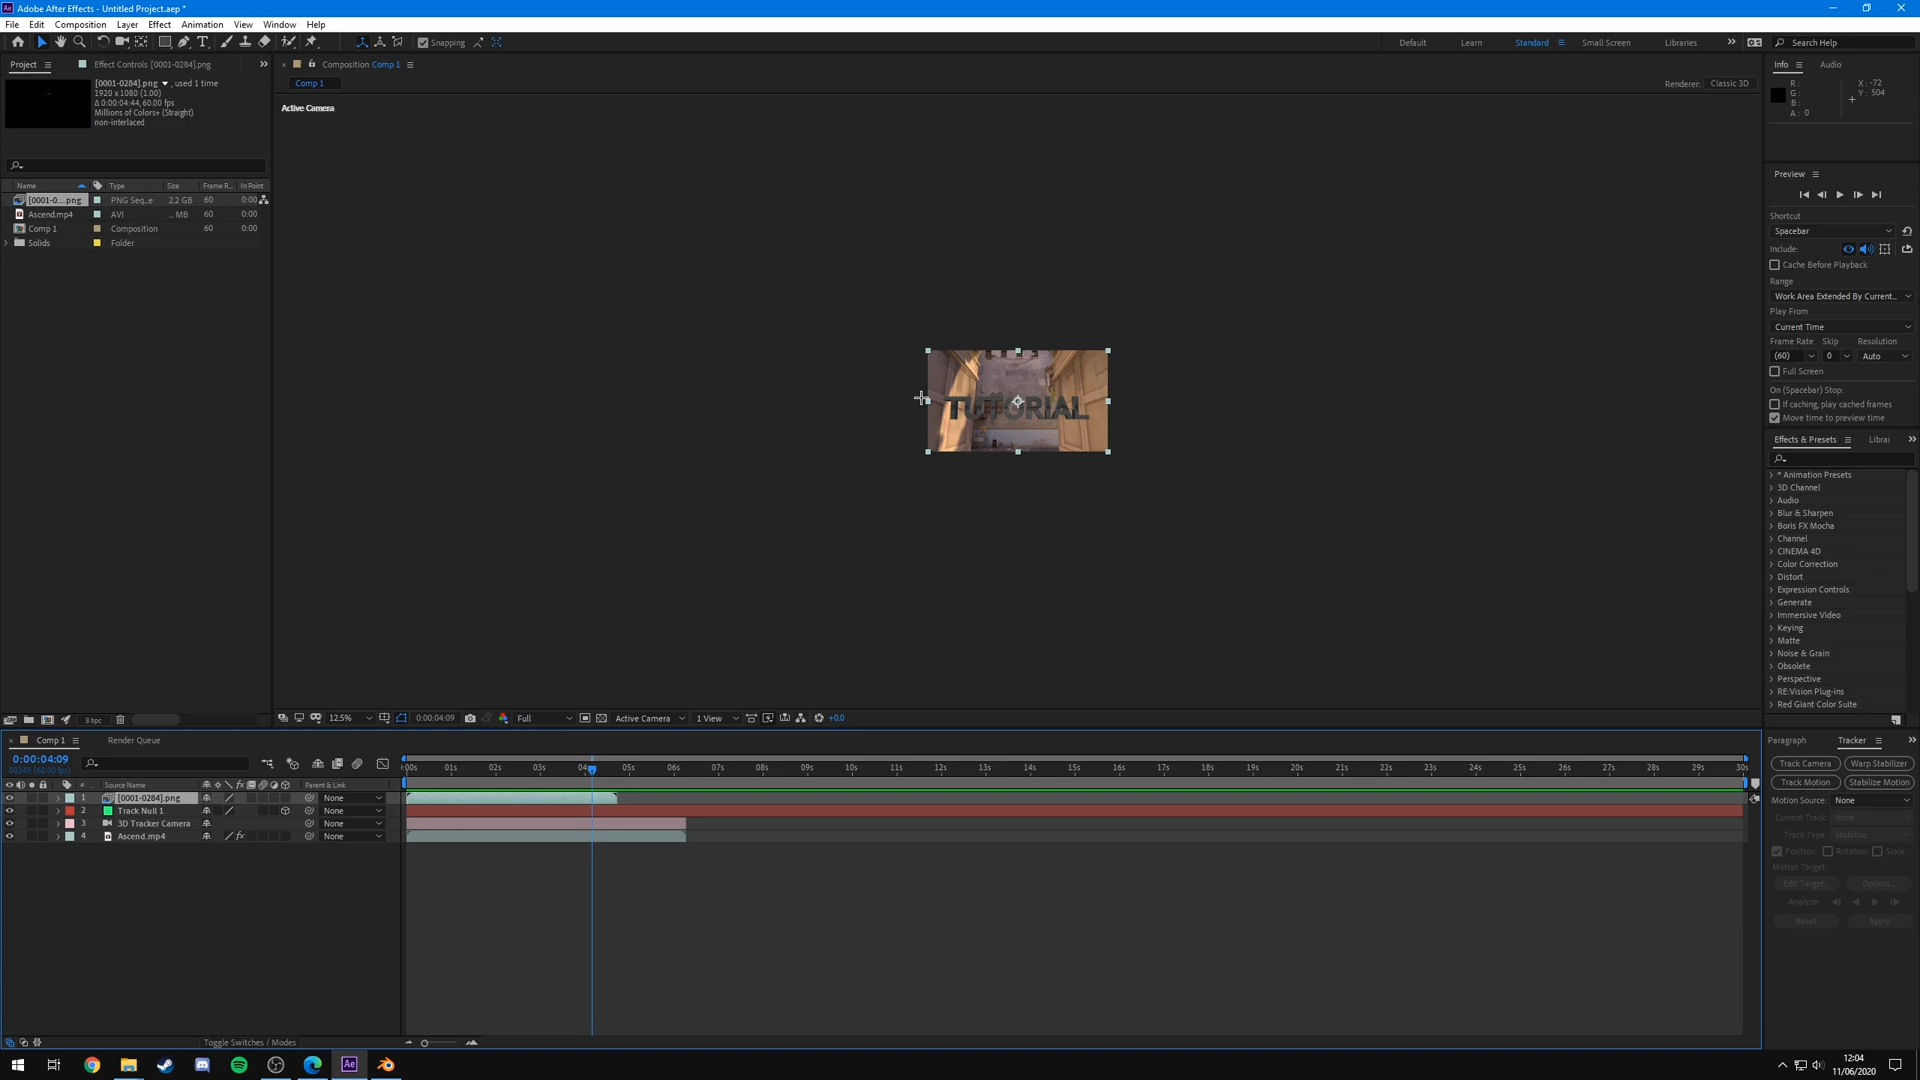 Adobe After Effects - Untitled Project.aep *
File Edit Composition Layer Effect Animation View Window Help
Snapping
Default Learn Standard Small Screen Libraries Search Help
Project Effect Controls [0001-0284].png
[0001-0284].png , used 1 time
1920 x 1080 (1.00)
Δ 0:00:04:44, 60.00 fps
Millions of Colors+ (Straight)
non-interlaced
Name Type Size Frame R... In Point
[0001-0....png PNG Seq...e 2.2 GB 60 0:00
Ascend.mp4 AVI ... MB 60 0:00
Comp 1 Composition 60 0:00
Solids Folder
8 bpc
Composition Comp 1
Comp 1
Renderer: Classic 3D
Active Camera
TUTORIAL
12.5% 0:00:04:09 Full Active Camera 1 View +0.0
Info Audio
R : X : -72
G : Y : 504
B :
A : 0
Preview
Shortcut
Spacebar
Include:
Cache Before Playback
Range
Work Area Extended By Current...
Play From
Current Time
Frame Rate Skip Resolution
(60) 0 Auto
Full Screen
On (Spacebar) Stop:
If caching, play cached frames
Move time to preview time
Effects & Presets Librai
* Animation Presets
3D Channel
Audio
Blur & Sharpen
Boris FX Mocha
Channel
CINEMA 4D
Color Correction
Distort
Expression Controls
Generate
Immersive Video
Keying
Matte
Noise & Grain
Obsolete
Perspective
RE:Vision Plug-ins
Red Giant Color Suite
Paragraph Tracker
Track Camera Warp Stabilizer
Track Motion Stabilize Motion
Motion Source: None
Current Track: None
Track Type: Stabilize
Position Rotation Scale
Motion Target:
Edit Target... Options...
Analyze:
Reset Apply
Comp 1 Render Queue
0:00:04:09
00249 (60.00 fps)
# Source Name Parent & Link
1 [0001-0284].png None
2 Track Null 1 None
3 3D Tracker Camera None
4 Ascend.mp4 fx None
:00s 01s 02s 03s 04s 05s 06s 07s 08s 09s 10s 11s 12s 13s 14s 15s 16s 17s 18s 19s 20s 21s 22s 23s 24s 25s 26s 27s 28s 29s 30s
Toggle Switches / Modes
12:04
11/06/2020